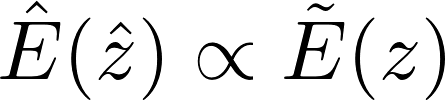 Ê(ẑ) ∝ Ẽ(z)